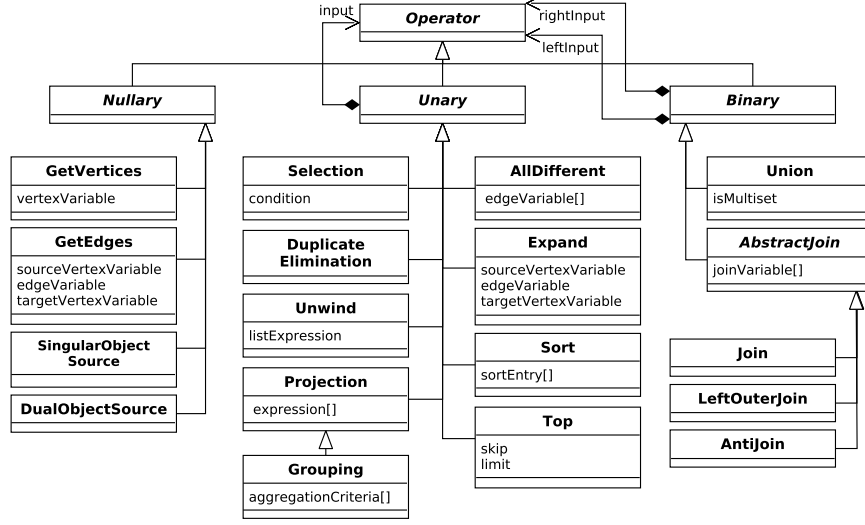 input
Operator
rightInput
leftInput
Nullary
Unary
Binary
GetVertices
vertexVariable
GetEdges
sourceVertexVariable
edgeVariable
targetVertexVariable
SingularObject
Source
DualObjectSource
Selection
condition
Duplicate
Elimination
Unwind
listExpression
Projection
expression[]
Grouping
aggregationCriteria[]
AllDifferent
edgeVariable[]
Expand
sourceVertexVariable
edgeVariable
targetVertexVariable
Sort
sortEntry[]
Top
skip
limit
Union
isMultiset
AbstractJoin
joinVariable[]
Join
LeftOuterJoin
AntiJoin